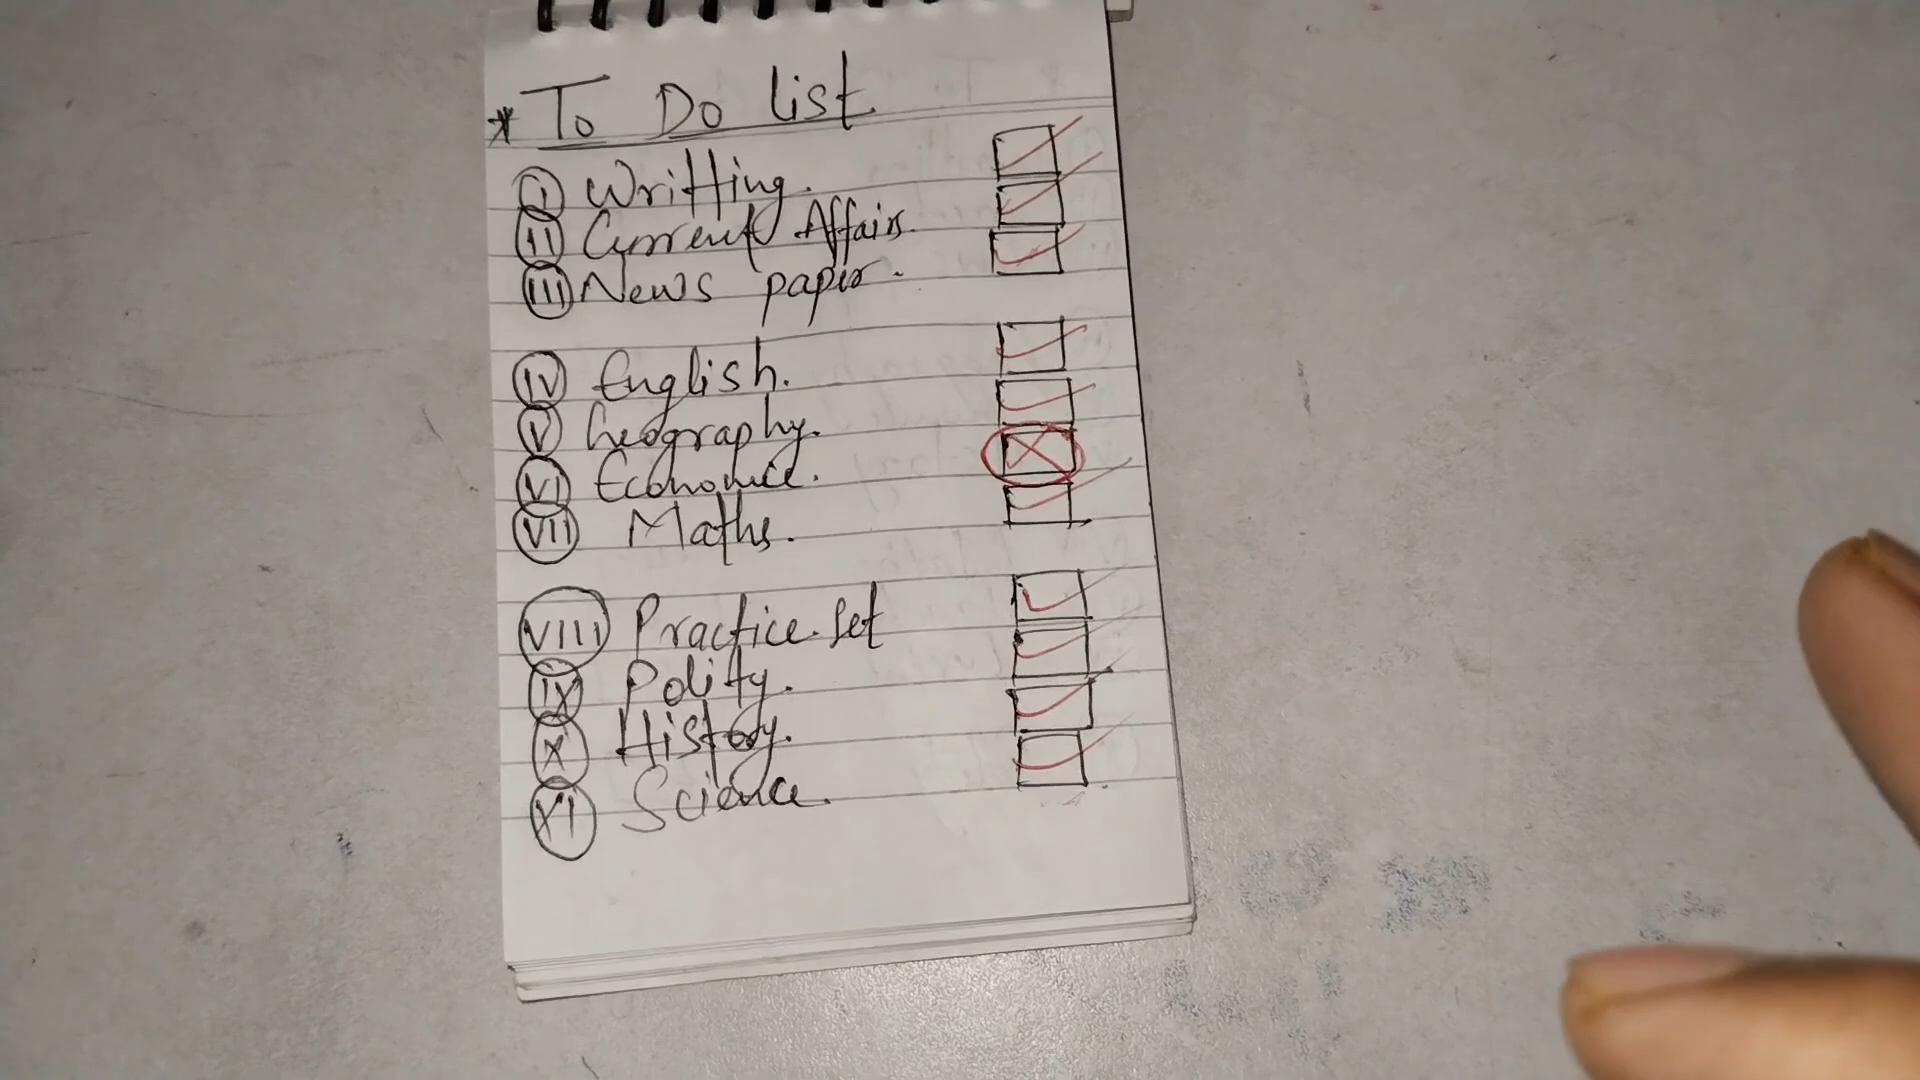 * To Do list
I Writting.
II Current Affairs.
III News paper.
IV English.
V Geography.
VI Economice.
VII Maths.
VIII Practice set
IX Polity.
X History.
XI Science.